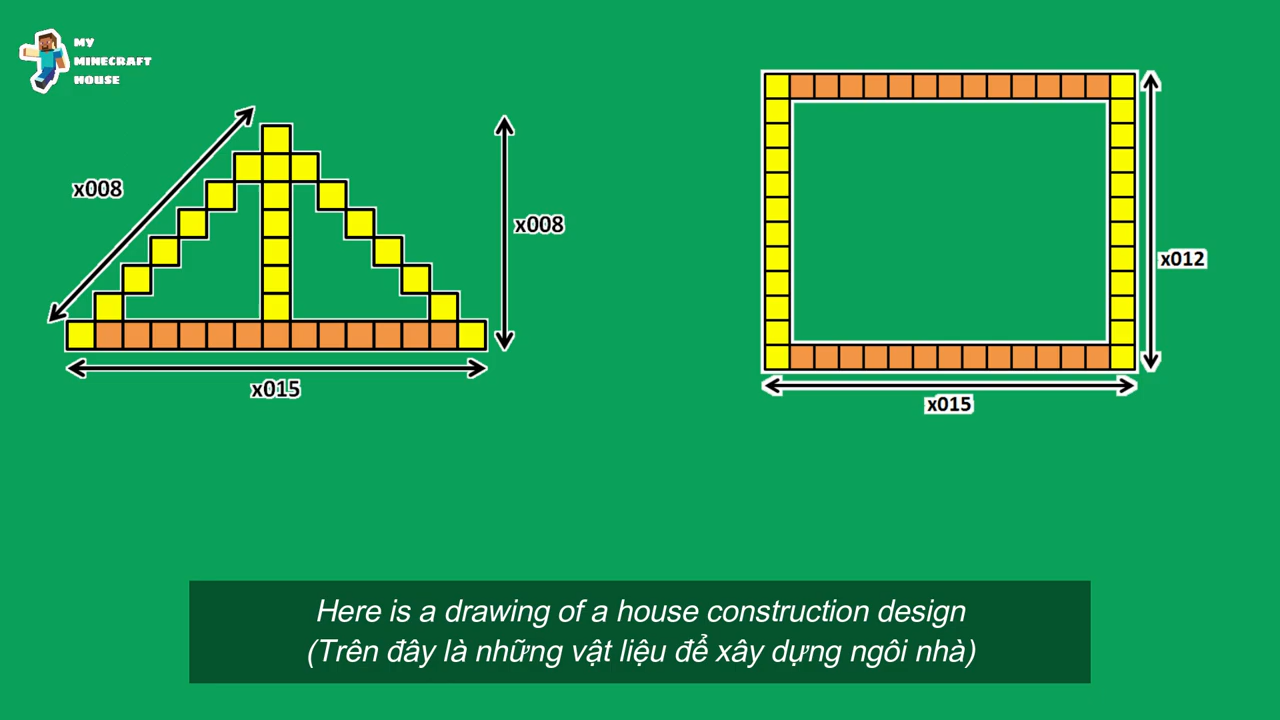 MY
MINECRAFT
HOUSE
x008
x008
x015
x012
x015
Here is a drawing of a house construction design
(Trên đây là những vật liệu để xây dựng ngôi nhà)